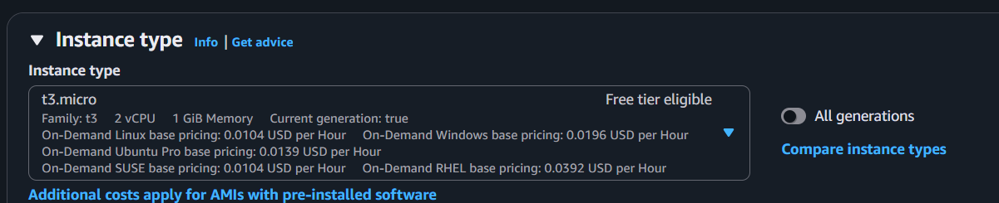 Instance type Info | Get advice
Instance type
t3.micro Free tier eligible
Family: t3 2 vCPU 1 GiB Memory Current generation: true
On-Demand Linux base pricing: 0.0104 USD per Hour On-Demand Windows base pricing: 0.0196 USD per Hour
On-Demand Ubuntu Pro base pricing: 0.0139 USD per Hour
On-Demand SUSE base pricing: 0.0104 USD per Hour On-Demand RHEL base pricing: 0.0392 USD per Hour
All generations
Compare instance types
Additional costs apply for AMIs with pre-installed software